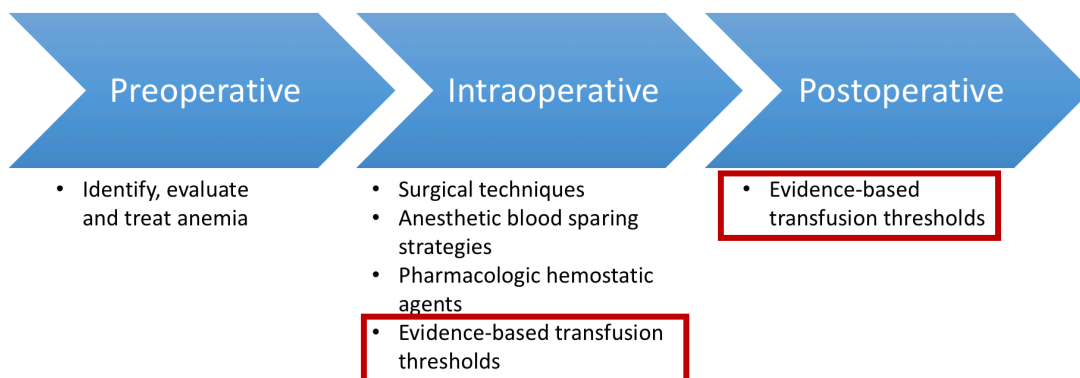 Preoperative
Intraoperative
Postoperative
• Identify, evaluate
and treat anemia
• Surgical techniques
• Anesthetic blood sparing
strategies
• Pharmacologic hemostatic
agents
• Evidence-based transfusion
thresholds
• Evidence-based
transfusion thresholds